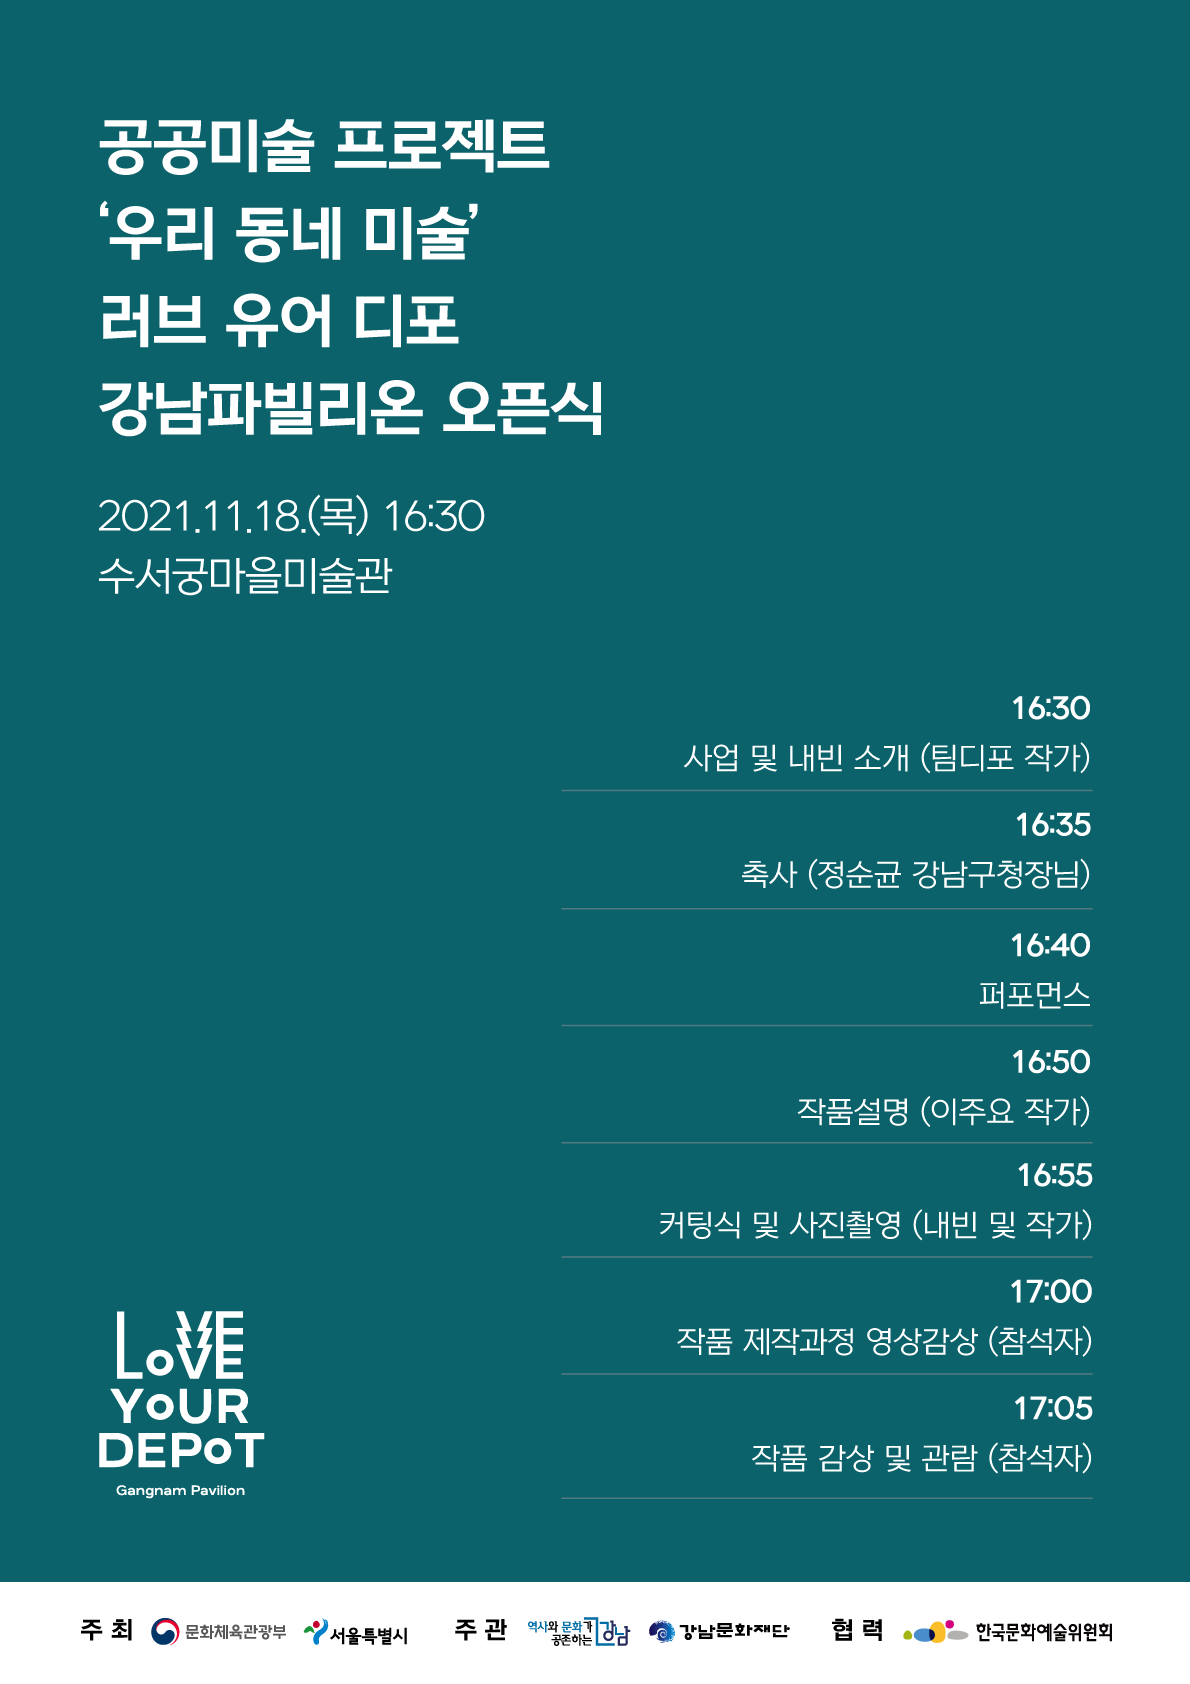 공공미술 프로젝트
‘우리 동네 미술’
러브 유어 디포
강남파빌리온 오픈식
2021.11.18.(목) 16:30
수서궁마을미술관
16:30
사업 및 내빈 소개 (팀디포 작가)
16:35
축사 (정순균 강남구청장님)
16:40
퍼포먼스
16:50
작품설명 (이주요 작가)
16:55
커팅식 및 사진촬영 (내빈 및 작가)
17:00
작품 제작과정 영상감상 (참석자)
17:05
작품 감상 및 관람 (참석자)
LoVE
YoUR
DEPoT
Gangnam Pavilion
주최 문화체육관광부 서울특별시 주관 역사와 문화가 공존하는 강남 강남문화재단 협력 한국문화예술위원회